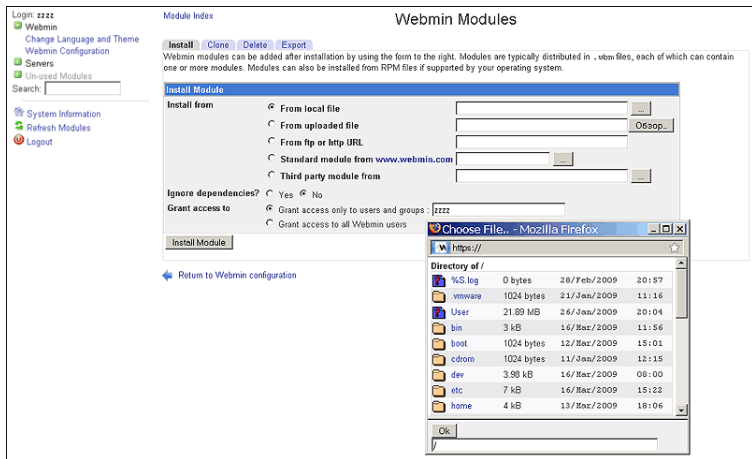 Login: zzzz
Webmin
Change Language and Theme
Webmin Configuration
Servers
Un-used Modules
Search:
System Information
Refresh Modules
Logout
Module Index
Webmin Modules
Install Clone Delete Export
Webmin modules can be added after installation by using the form to the right. Modules are typically distributed in .wbm files, each of which can contain
one or more modules. Modules can also be installed from RPM files if supported by your operating system.
Install Module
Install from
From local file ...
From uploaded file Обзор...
From ftp or http URL
Standard module from www.webmin.com ...
Third party module from ...
Ignore dependencies? Yes No
Grant access to Grant access only to users and groups : zzzz
Grant access to all Webmin users
Install Module
Return to Webmin configuration
Choose File.. - Mozilla Firefox
https://
Directory of /
%S.log 0 bytes 28/Feb/2009 20:57
.vmware 1024 bytes 21/Jan/2009 11:16
User 21.89 MB 26/Jan/2009 20:04
bin 3 kB 16/Mar/2009 11:56
boot 1024 bytes 12/Mar/2009 15:01
cdrom 1024 bytes 11/Jan/2009 12:15
dev 3.98 kB 16/Mar/2009 08:00
etc 7 kB 16/Mar/2009 15:22
home 4 kB 13/Mar/2009 18:06
Ok
/